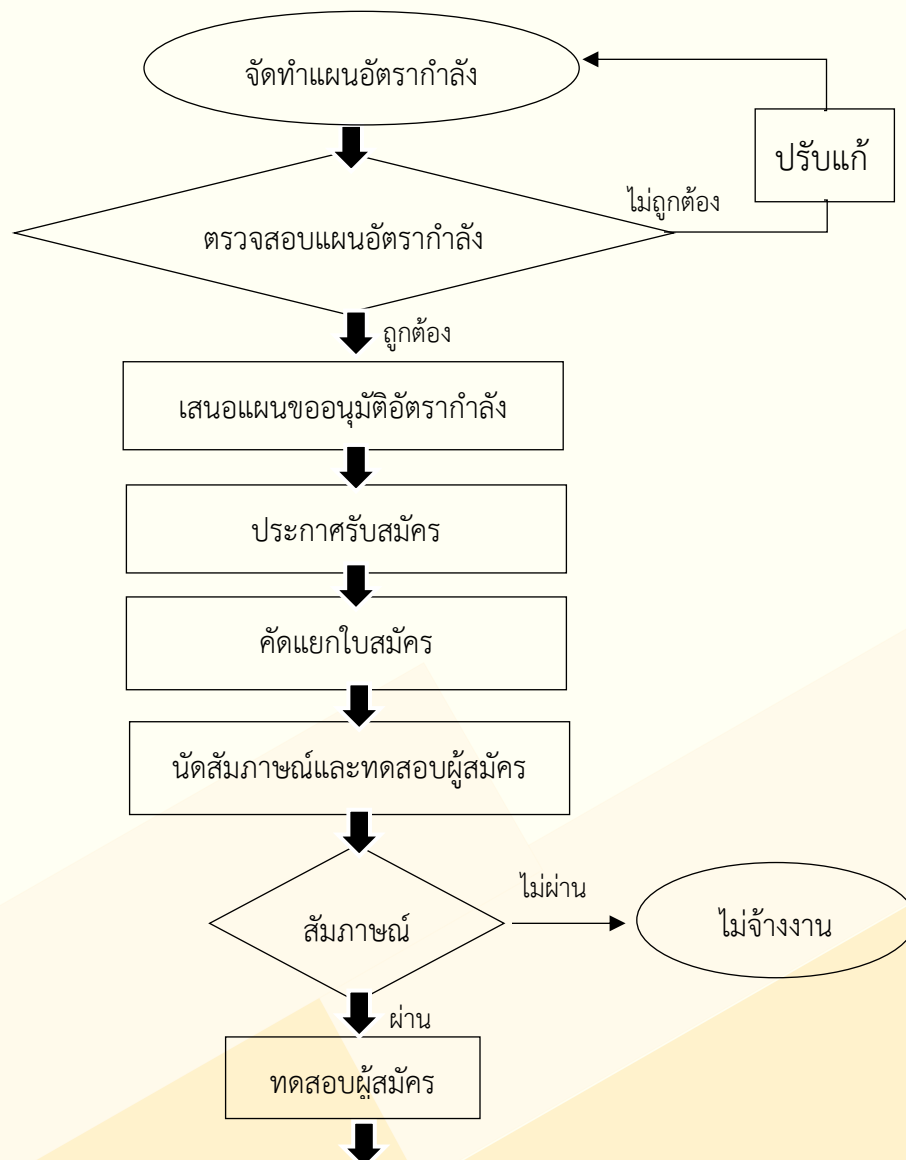 จัดทำแผนอัตรากำลัง
ปรับแก้
ไม่ถูกต้อง
ตรวจสอบแผนอัตรากำลัง
ถูกต้อง
เสนอแผนขออนุมัติอัตรากำลัง
ประกาศรับสมัคร
คัดแยกใบสมัคร
นัดสัมภาษณ์และทดสอบผู้สมัคร
ไม่ผ่าน
สัมภาษณ์
ไม่จ้างงาน
ผ่าน
ทดสอบผู้สมัคร